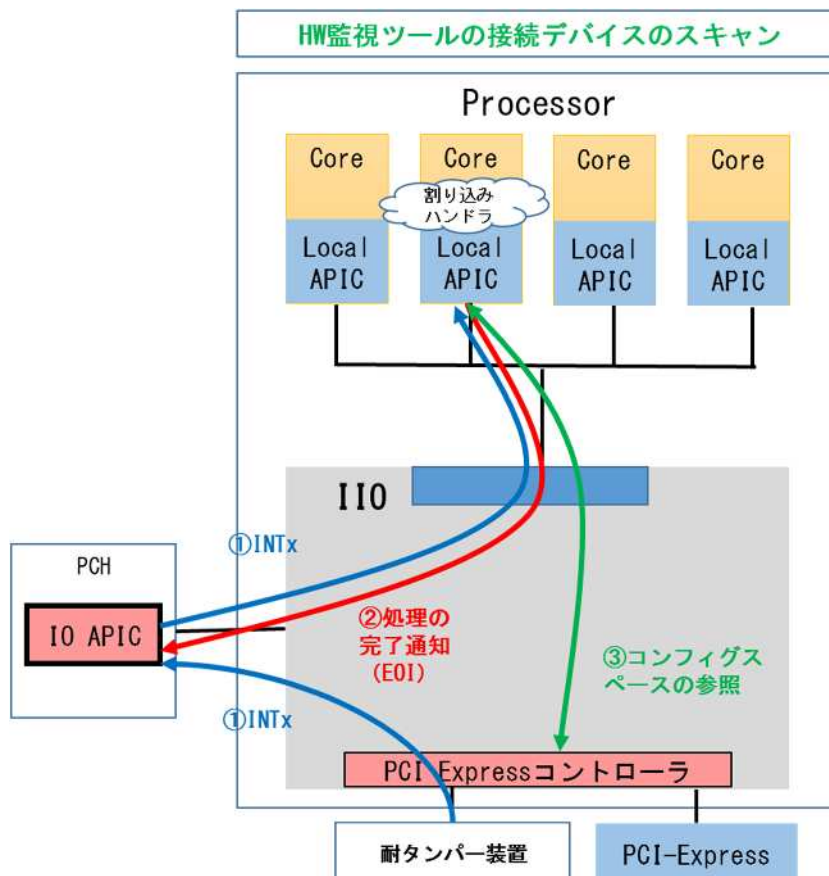 HW監視ツールの接続デバイスのスキャン
Processor
Core
Core
Core
Core
割り込み
ハンドラ
Local
APIC
Local
APIC
Local
APIC
Local
APIC
IIO
①INTx
PCH
IO APIC
②処理の
完了通知
(EOI)
③コンフィグス
ペースの参照
①INTx
PCI Expressコントローラ
耐タンパー装置
PCI-Express